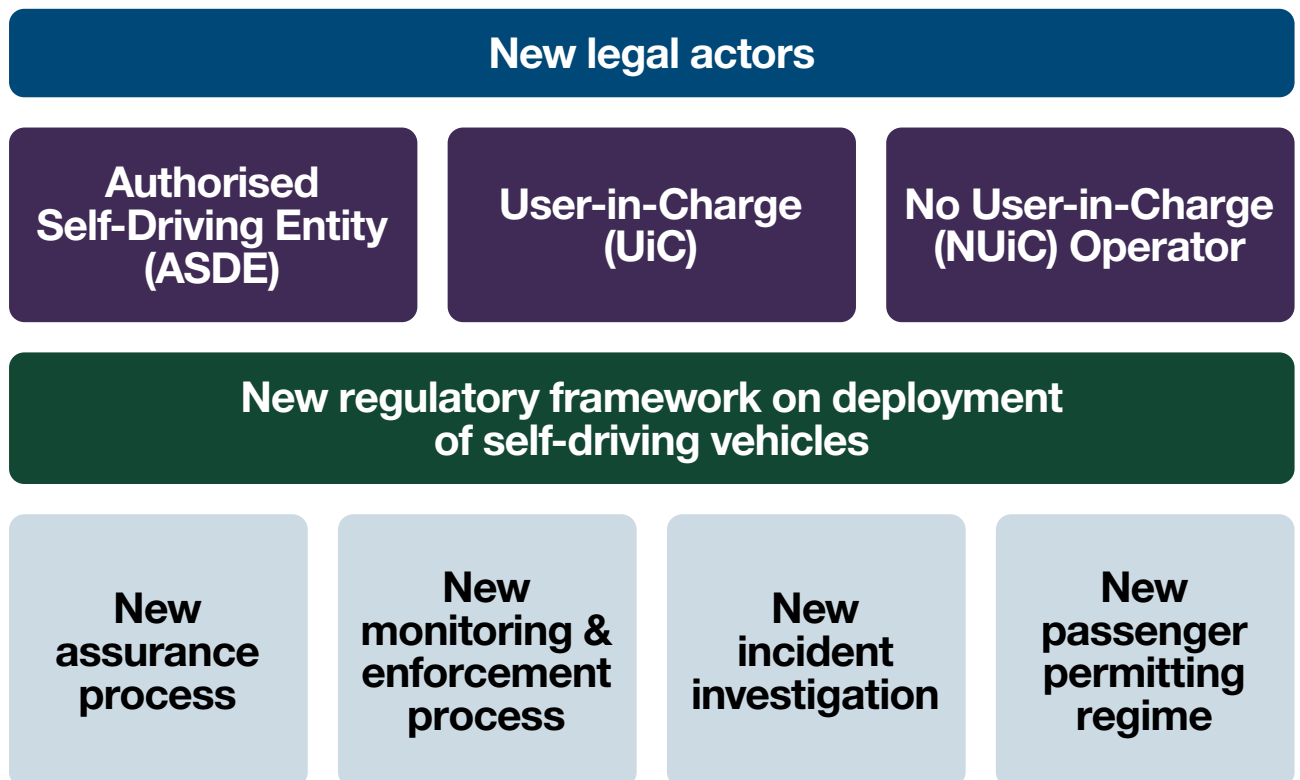 New legal actors
Authorised
Self-Driving Entity
(ASDE)
User-in-Charge
(UiC)
No User-in-Charge
(NUiC) Operator
New regulatory framework on deployment
of self-driving vehicles
New
assurance
process
New
monitoring &
enforcement
process
New
incident
investigation
New
passenger
permitting
regime